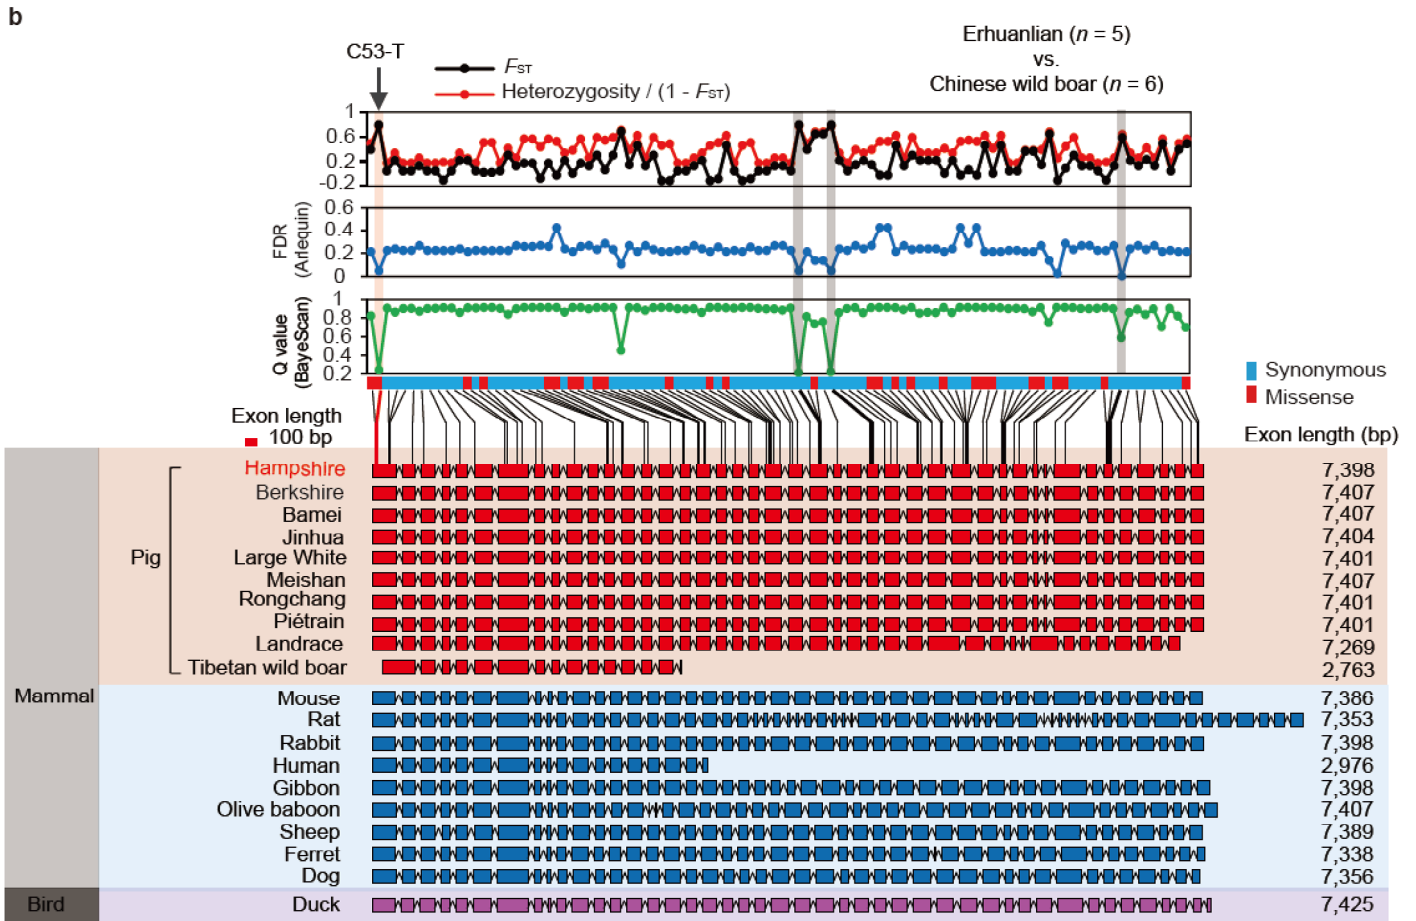 b
C53-T
Erhuanlian (n = 5)
vs.
Chinese wild boar (n = 6)
FST
Heterozygosity / (1 - FST)
1
0.6
0.2
-0.2
FDR
(Arlequin)
0.6
0.4
0.2
0
Q value
(BayeScan)
1
0.8
0.6
0.4
0.2
Synonymous
Missense
Exon length
100 bp
Exon length (bp)
Mammal
Pig
Hampshire 7,398
Berkshire 7,407
Bamei 7,407
Jinhua 7,404
Large White 7,401
Meishan 7,407
Rongchang 7,401
Piétrain 7,401
Landrace 7,269
Tibetan wild boar 2,763
Mouse 7,386
Rat 7,353
Rabbit 7,398
Human 2,976
Gibbon 7,398
Olive baboon 7,407
Sheep 7,389
Ferret 7,338
Dog 7,356
Bird
Duck 7,425